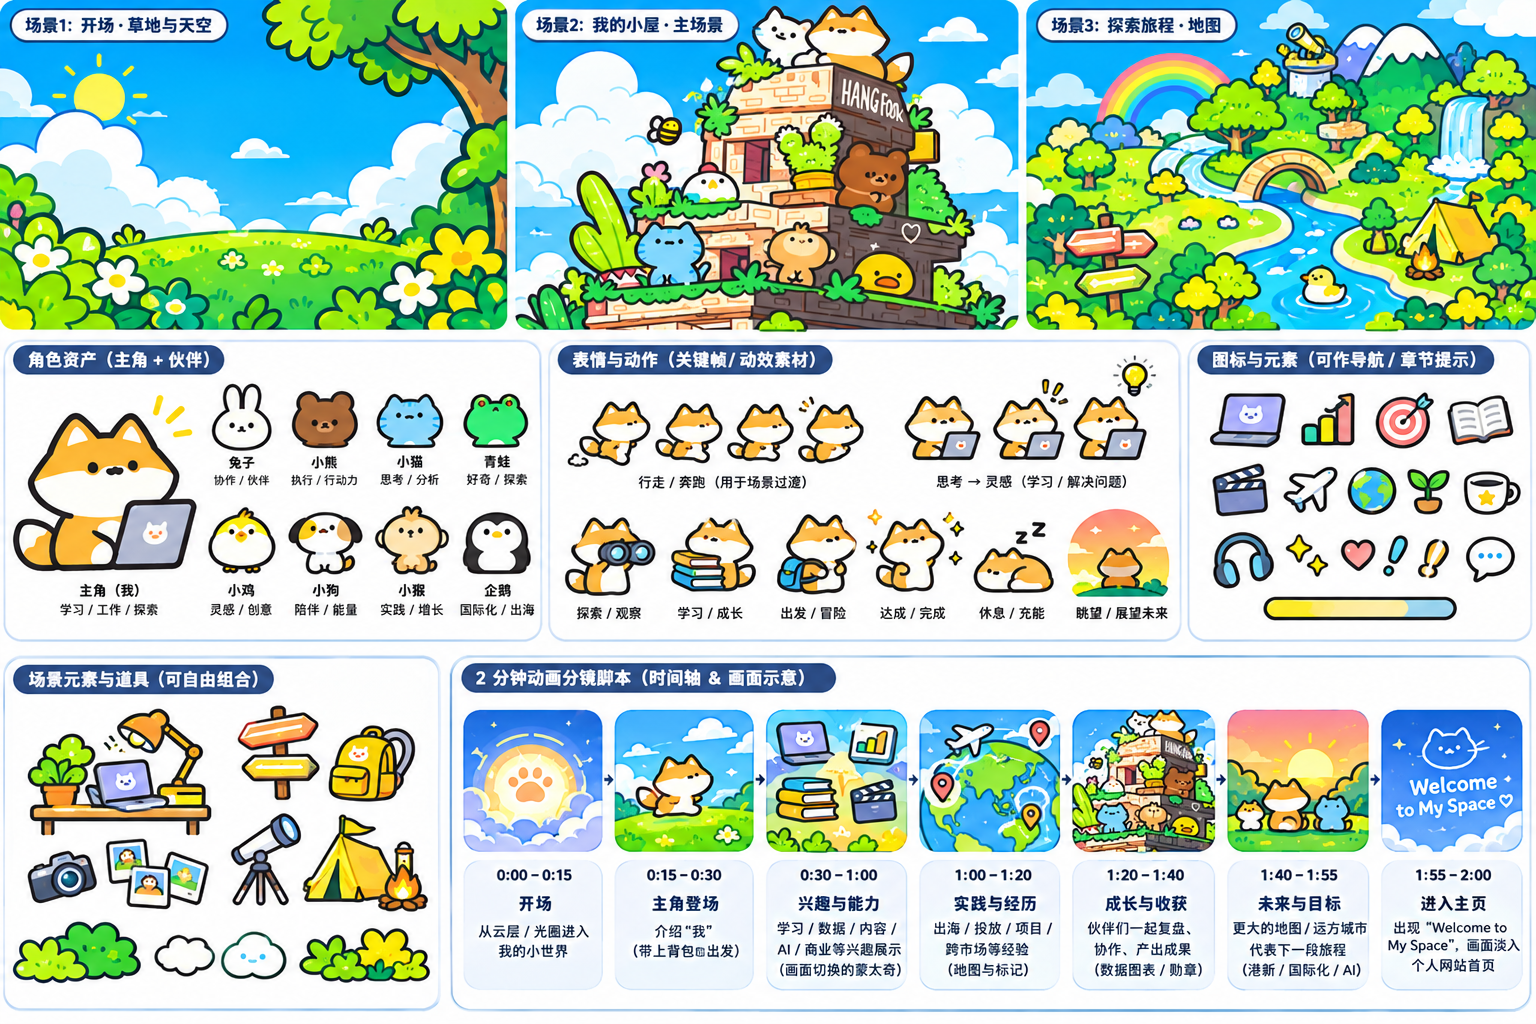 场景1: 开场·草地与天空
场景2: 我的小屋·主场景
HANG FOOK
场景3: 探索旅程·地图
角色资产（主角 + 伙伴）
主角（我）
学习 / 工作 / 探索
兔子
协作 / 伙伴
小熊
执行 / 行动力
小猫
思考 / 分析
青蛙
好奇 / 探索
小鸡
灵感 / 创意
小狗
陪伴 / 能量
小猴
实践 / 增长
企鹅
国际化 / 出海
表情与动作（关键帧 / 动效素材）
行走 / 奔跑（用于场景过渡）
思考 → 灵感（学习 / 解决问题）
探索 / 观察
学习 / 成长
出发 / 冒险
达成 / 完成
z z
休息 / 充能
眺望 / 展望未来
图标与元素（可作导航 / 章节提示）
场景元素与道具（可自由组合）
2 分钟动画分镜脚本（时间轴 & 画面示意）
HANG FOOK
Welcome
to My Space
0:00 – 0:15
开场
从云层 / 光圈进入
我的小世界
0:15 – 0:30
主角登场
介绍 “我”
（带上背包出发）
0:30 – 1:00
兴趣与能力
学习 / 数据 / 内容 /
AI / 商业等兴趣展示
（画面切换的蒙太奇）
1:00 – 1:20
实践与经历
出海 / 投放 / 项目 /
跨市场等经验
（地图与标记）
1:20 – 1:40
成长与收获
伙伴们一起复盘、
协作、产出成果
（数据图表 / 勋章）
1:40 – 1:55
未来与目标
更大的地图 / 远方城市
代表下一段旅程
（港新 / 国际化 / AI）
1:55 – 2:00
进入主页
出现 “Welcome to
My Space”，画面淡入
个人网站首页